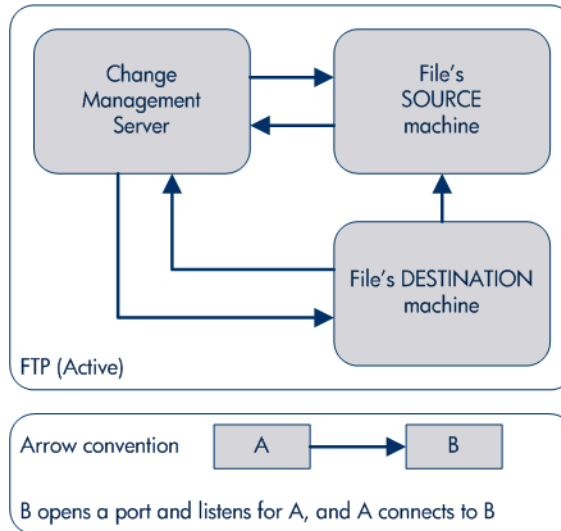 Change
Management
Server
File's
SOURCE
machine
File's DESTINATION
machine
FTP (Active)
Arrow convention
A
B
B opens a port and listens for A, and A connects to B